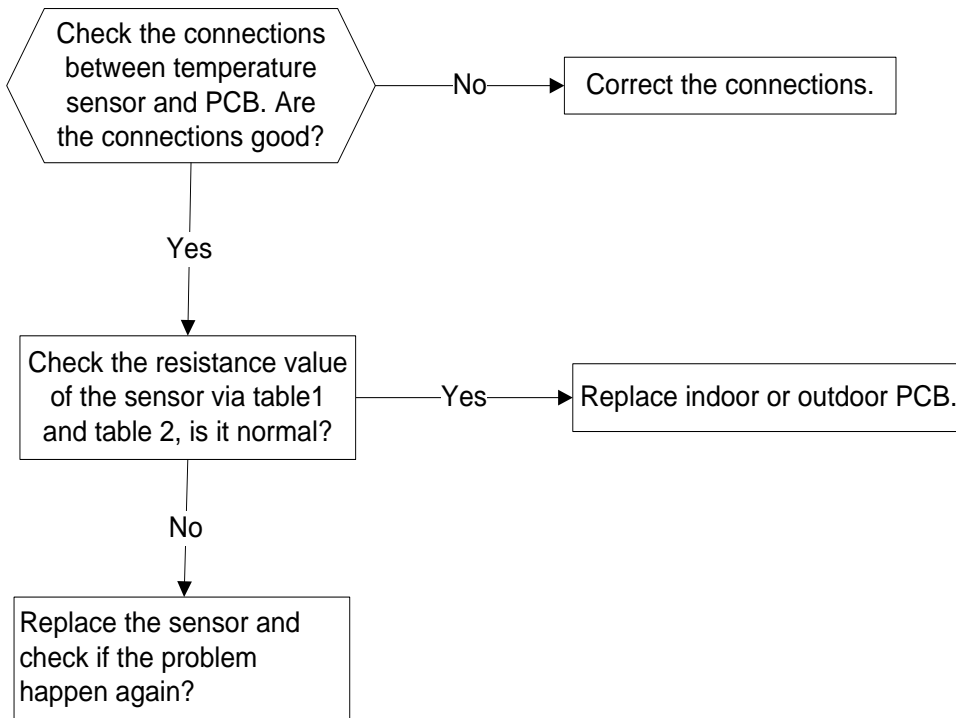 Check the connections
between temperature
sensor and PCB. Are
the connections good?
No
Correct the connections.
Yes
Check the resistance value
of the sensor via table1
and table 2, is it normal?
Yes
Replace indoor or outdoor PCB.
No
Replace the sensor and
check if the problem
happen again?